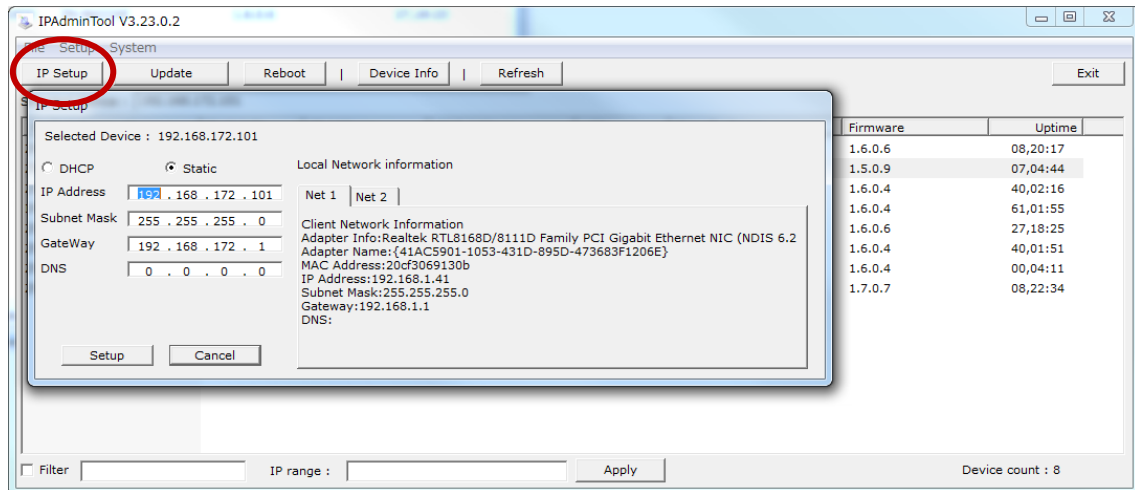 IPAdminTool V3.23.0.2
File Setup System
IP Setup Update Reboot | Device Info | Refresh Exit
IP Setup
Selected Device : 192.168.172.101
DHCP Static Local Network information
IP Address 192 . 168 . 172 . 101 Net 1 Net 2
Subnet Mask 255 . 255 . 255 . 0
GateWay 192 . 168 . 172 . 1
DNS 0 . 0 . 0 . 0
Client Network Information
Adapter Info:Realtek RTL8168D/8111D Family PCI Gigabit Ethernet NIC (NDIS 6.2
Adapter Name:{41AC5901-1053-431D-895D-473683F1206E}
MAC Address:20cf3069130b
IP Address:192.168.1.41
Subnet Mask:255.255.255.0
Gateway:192.168.1.1
DNS:
Setup Cancel
Firmware Uptime
1.6.0.6 08,20:17
1.5.0.9 07,04:44
1.6.0.4 40,02:16
1.6.0.4 61,01:55
1.6.0.6 27,18:25
1.6.0.4 40,01:51
1.6.0.4 00,04:11
1.7.0.7 08,22:34
Filter IP range : Apply Device count : 8